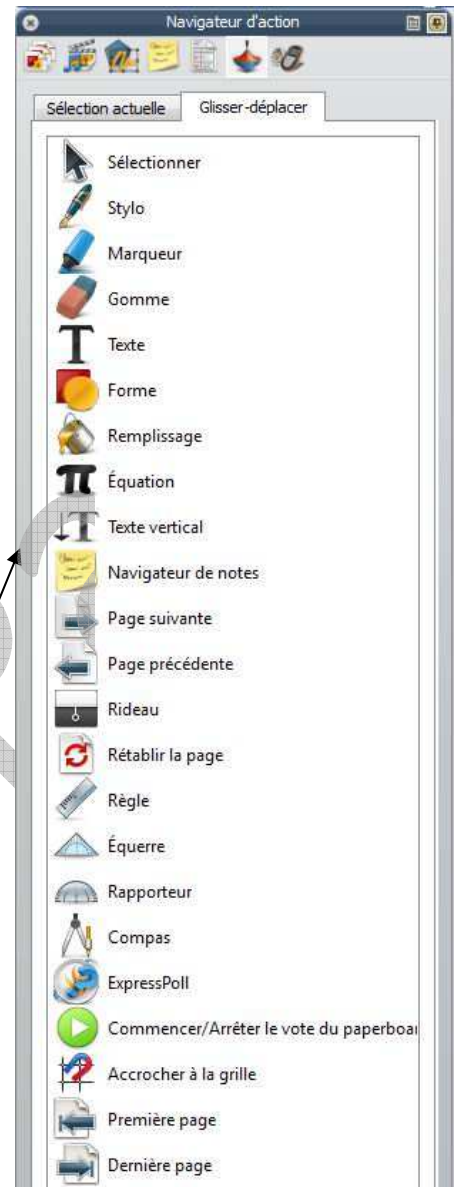 Navigateur d'action
Sélection actuelle
Glisser-déplacer
Sélectionner
Stylo
Marqueur
Gomme
Texte
Forme
Remplissage
Équation
Texte vertical
Navigateur de notes
Page suivante
Page précédente
Rideau
Rétablir la page
Règle
Équerre
Rapporteur
Compas
ExpressPoll
Commencer/Arrêter le vote du paperboar
Accrocher à la grille
Première page
Dernière page